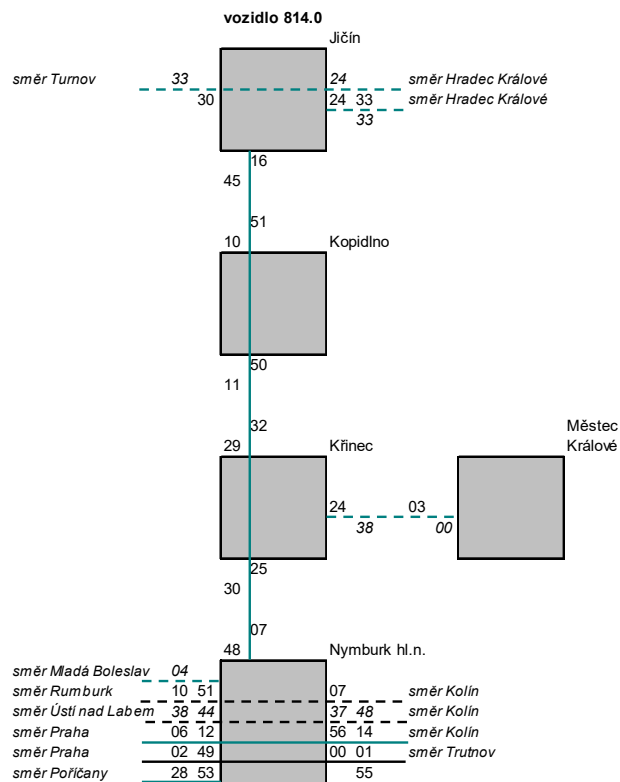 vozidlo 814.0
Jičín
směr Turnov 33 24 směr Hradec Králové
30 24 33 směr Hradec Králové
33
16
45
51
10 Kopidlno
50
11
32 Městec
29 Křinec Králové
24 03
38 00
25
30
07
48 Nymburk hl.n.
směr Mladá Boleslav 04
směr Rumburk 10 51 07 směr Kolín
směr Ústí nad Labem 38 44 37 48 směr Kolín
směr Praha 06 12 56 14 směr Kolín
směr Praha 02 49 00 01 směr Trutnov
směr Poříčany 28 53 55